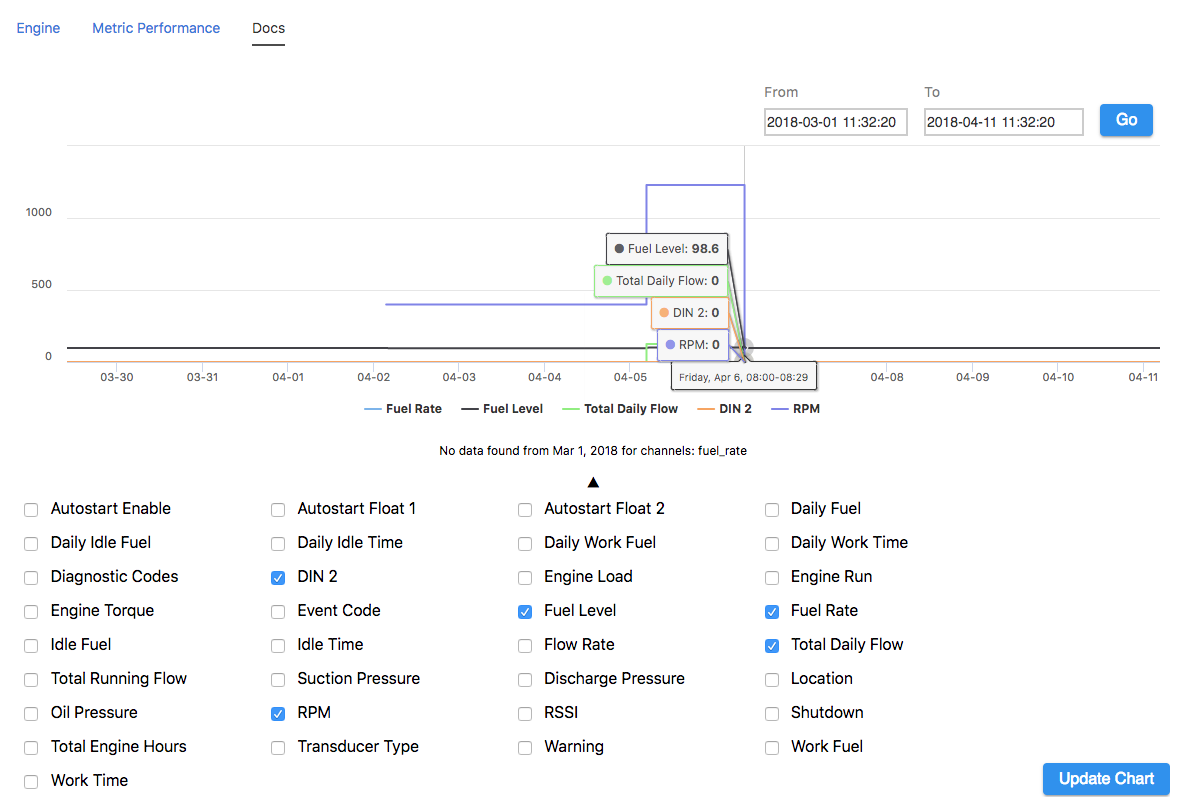 Engine Metric Performance Docs
From To
2018-03-01 11:32:20 2018-04-11 11:32:20 Go
1000
500
0
Fuel Level: 98.6
Total Daily Flow: 0
DIN 2: 0
RPM: 0
Friday, Apr 6, 08:00-08:29
03-30 03-31 04-01 04-02 04-03 04-04 04-05 04-08 04-09 04-10 04-11
Fuel Rate Fuel Level Total Daily Flow DIN 2 RPM
No data found from Mar 1, 2018 for channels: fuel_rate
Autostart Enable Autostart Float 1 Autostart Float 2 Daily Fuel
Daily Idle Fuel Daily Idle Time Daily Work Fuel Daily Work Time
Diagnostic Codes DIN 2 Engine Load Engine Run
Engine Torque Event Code Fuel Level Fuel Rate
Idle Fuel Idle Time Flow Rate Total Daily Flow
Total Running Flow Suction Pressure Discharge Pressure Location
Oil Pressure RPM RSSI Shutdown
Total Engine Hours Transducer Type Warning Work Fuel
Work Time
Update Chart